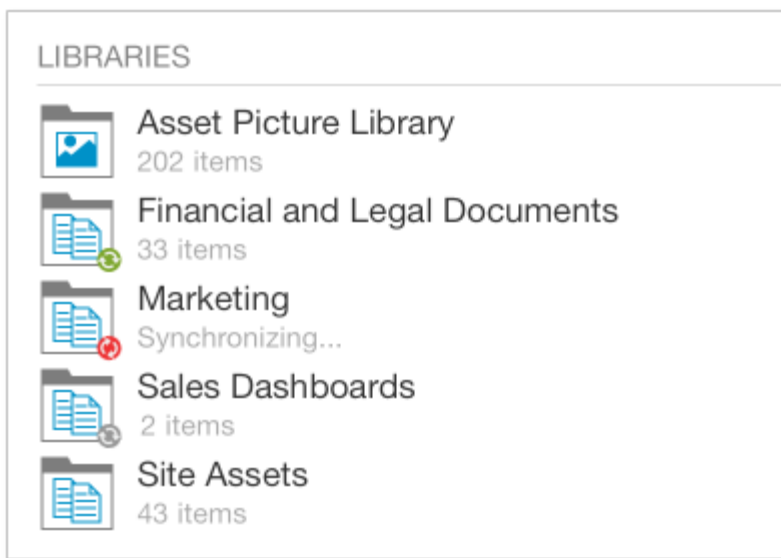 LIBRARIES
Asset Picture Library
202 items
Financial and Legal Documents
33 items
Marketing
Synchronizing...
Sales Dashboards
2 items
Site Assets
43 items